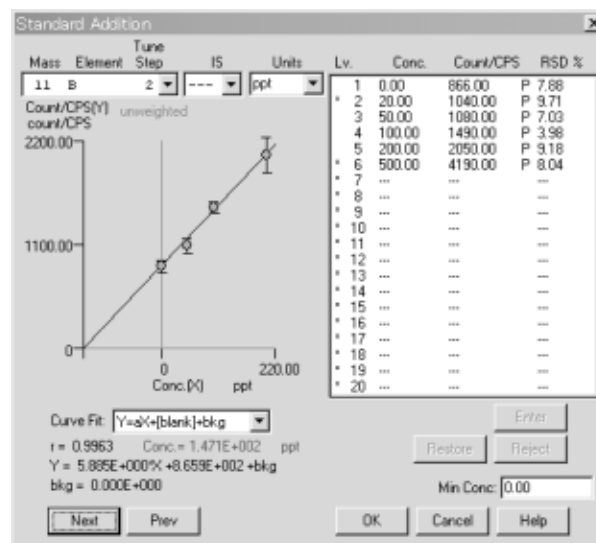 Standard Addition
Mass Element Tune Step IS Units
11 B 2 --- ppt
Count/CPS(Y) unweighted
count/CPS
2200.00
1100.00
0
0 220.00
Conc.(X) ppt
Curve Fit: Y=aX+[blank]+bkg
r = 0.9963 Conc.= 1.471E+002 ppt
Y = 5.885E+000*X +8.659E+002 +bkg
bkg = 0.000E+000
Next Prev
Lv. Conc. Count/CPS RSD %
1 0.00 866.00 P 7.88
* 2 20.00 1040.00 P 9.71
3 50.00 1080.00 P 7.03
4 100.00 1490.00 P 3.98
5 200.00 2050.00 P 9.18
* 6 500.00 4190.00 P 8.04
* 7 --- --- ---
* 8 --- --- ---
* 9 --- --- ---
* 10 --- --- ---
* 11 --- --- ---
* 12 --- --- ---
* 13 --- --- ---
* 14 --- --- ---
* 15 --- --- ---
* 16 --- --- ---
* 17 --- --- ---
* 18 --- --- ---
* 19 --- --- ---
* 20 --- --- ---
Enter
Restore Reject
Min Conc: 0.00
OK Cancel Help